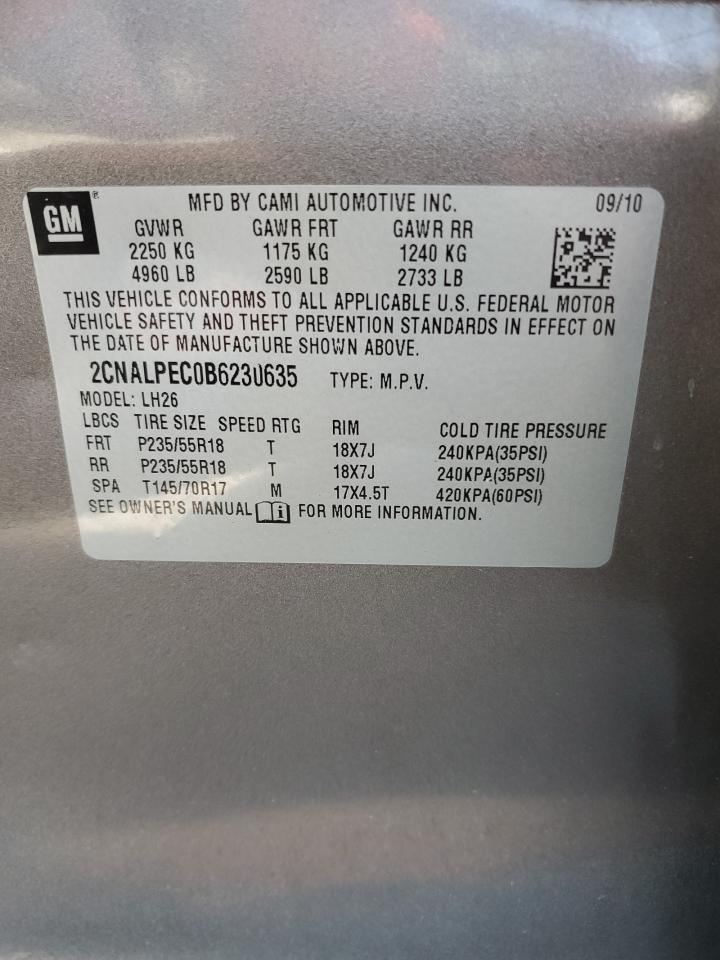 GM®
MFD BY CAMI AUTOMOTIVE INC. 09/10
GVWR GAWR FRT GAWR RR
2250 KG 1175 KG 1240 KG
4960 LB 2590 LB 2733 LB
THIS VEHICLE CONFORMS TO ALL APPLICABLE U.S. FEDERAL MOTOR
VEHICLE SAFETY AND THEFT PREVENTION STANDARDS IN EFFECT ON
THE DATE OF MANUFACTURE SHOWN ABOVE.
2CNALPEC0B6230635 TYPE: M.P.V.
MODEL: LH26
LBCS TIRE SIZE SPEED RTG RIM COLD TIRE PRESSURE
FRT P235/55R18 T 18X7J 240KPA(35PSI)
RR P235/55R18 T 18X7J 240KPA(35PSI)
SPA T145/70R17 M 17X4.5T 420KPA(60PSI)
SEE OWNER'S MANUAL i FOR MORE INFORMATION.